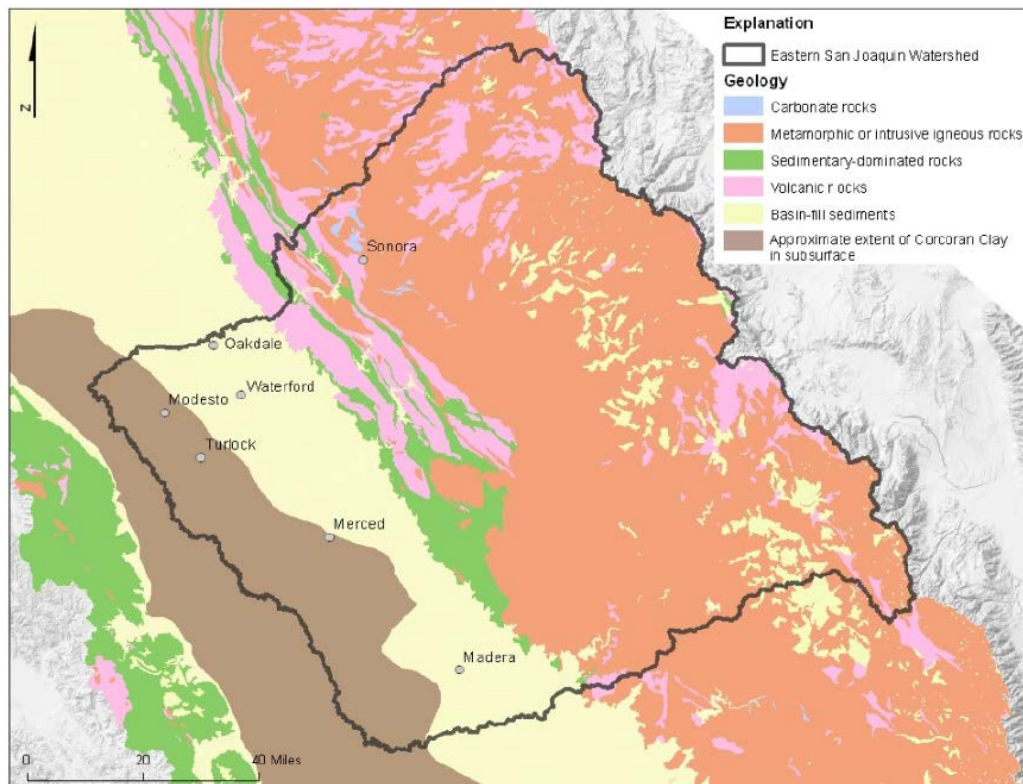 Explanation
Eastern San Joaquin Watershed
Geology
Carbonate rocks
Metamorphic or intrusive igneous rocks
Sedimentary-dominated rocks
Volcanic rocks
Basin-fill sediments
Approximate extent of Corcoran Clay
in subsurface
N
Sonora
Oakdale
Waterford
Modesto
Turlock
Merced
Madera
0 20 40 Miles